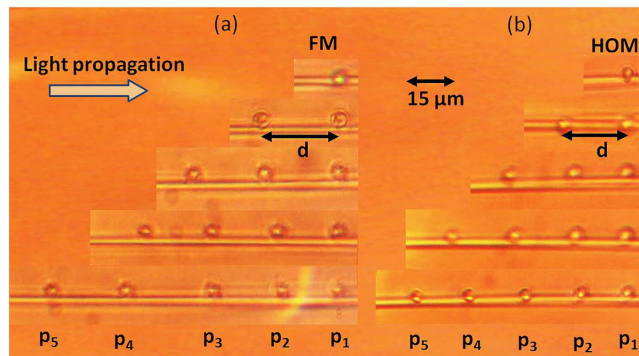 (a)
FM
Light propagation
d
p5 p4 p3 p2 p1
(b)
HOM
15 μm
d
p5 p4 p3 p2 p1